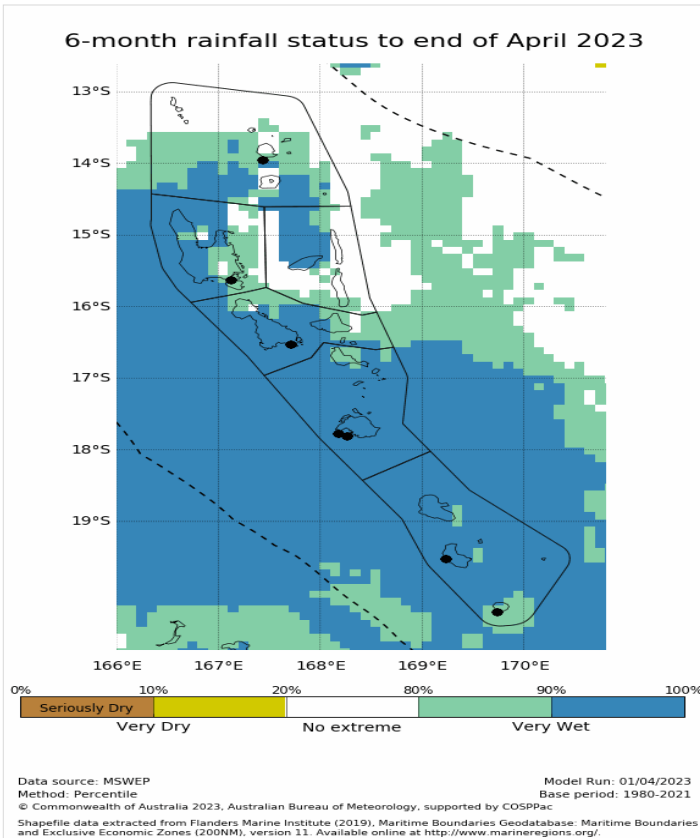 6-month rainfall status to end of April 2023
13°S
14°S
15°S
16°S
17°S
18°S
19°S
166°E 167°E 168°E 169°E 170°E
0% 10% 20% 80% 90% 100%
Seriously Dry
Very Dry No extreme Very Wet
Data source: MSWEP Model Run: 01/04/2023
Method: Percentile Base period: 1980-2021
© Commonwealth of Australia 2023, Australian Bureau of Meteorology, supported by COSPPac
Shapefile data extracted from Flanders Marine Institute (2019), Maritime Boundaries Geodatabase: Maritime Boundaries
and Exclusive Economic Zones (200NM), version 11. Available online at http://www.marineregions.org/.